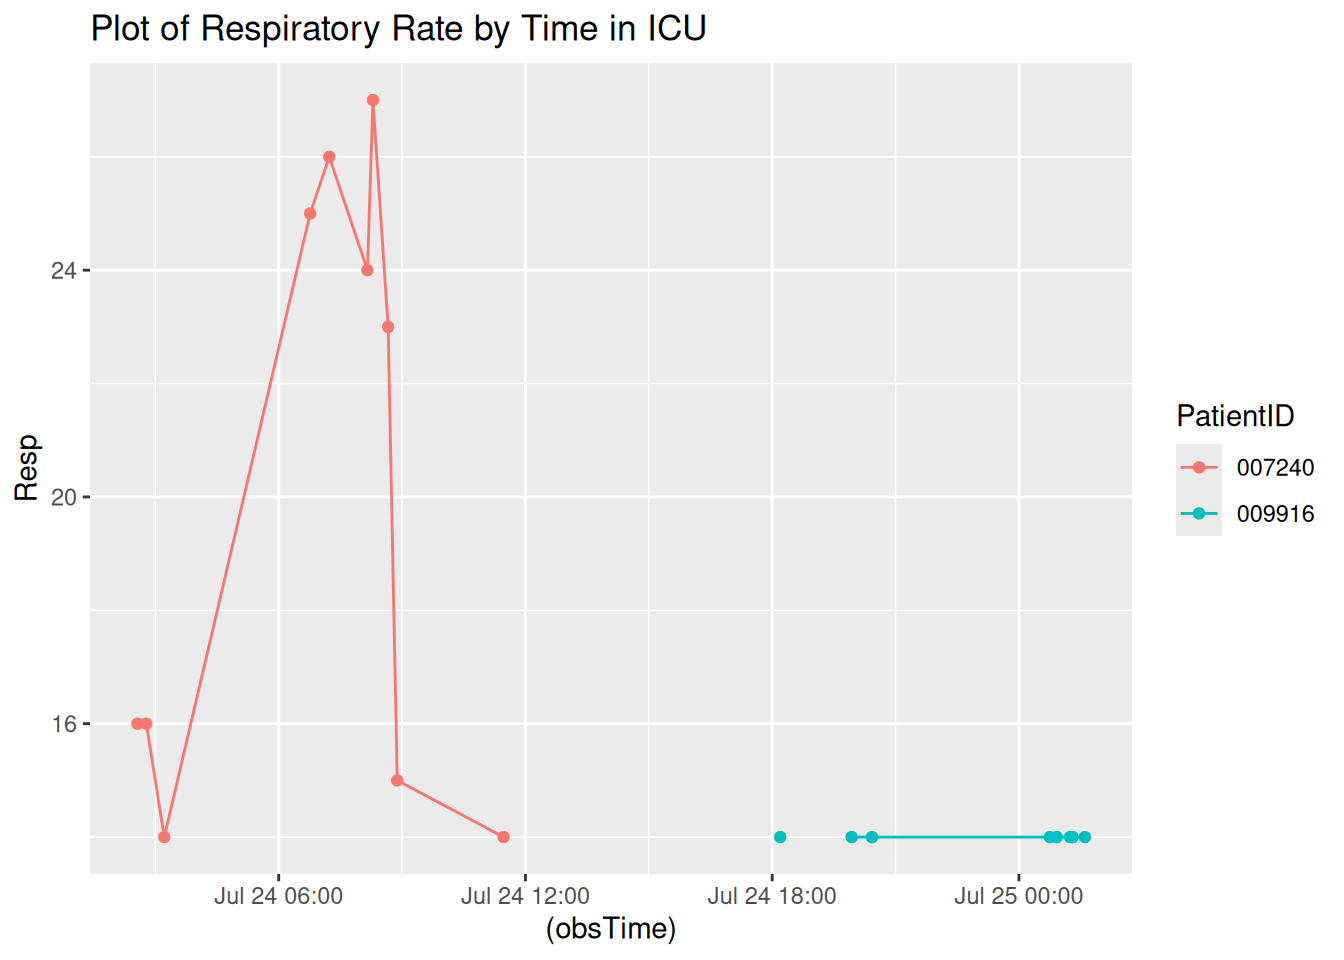 Plot of Respiratory Rate by Time in ICU
Resp
24
20
16
Jul 24 06:00
Jul 24 12:00
Jul 24 18:00
Jul 25 00:00
(obsTime)
PatientID
007240
009916